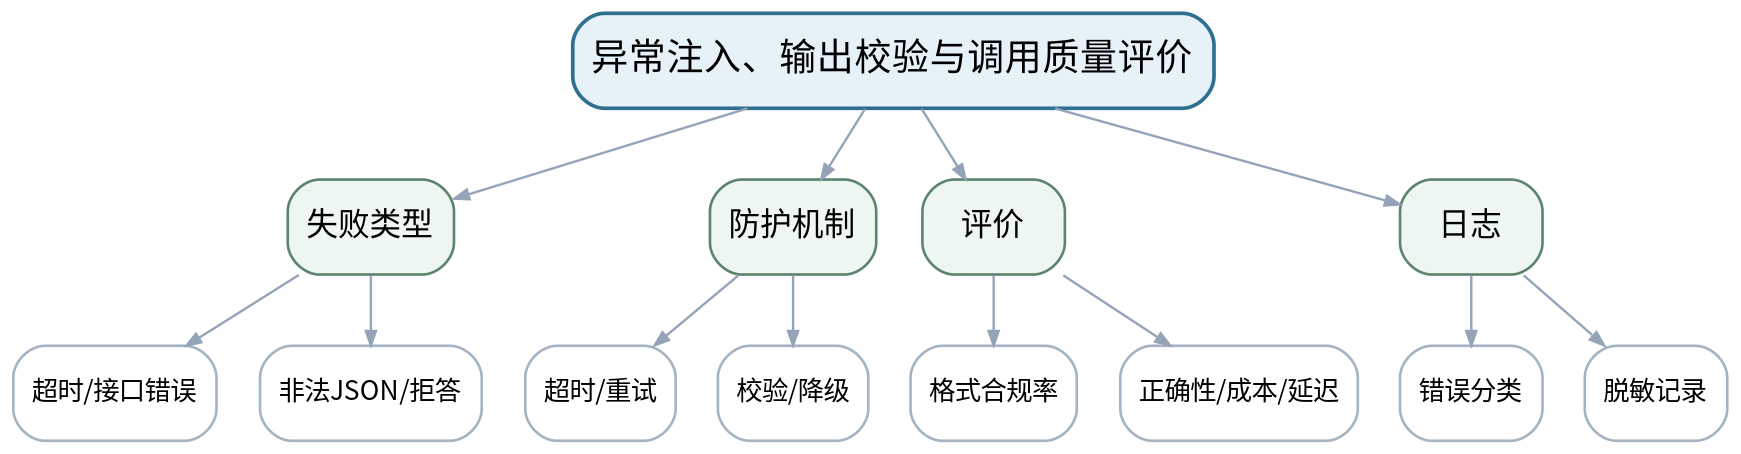 异常注入、输出校验与调用质量评价
失败类型
防护机制
评价
日志
超时/接口错误
非法JSON/拒答
超时/重试
校验/降级
格式合规率
正确性/成本/延迟
错误分类
脱敏记录